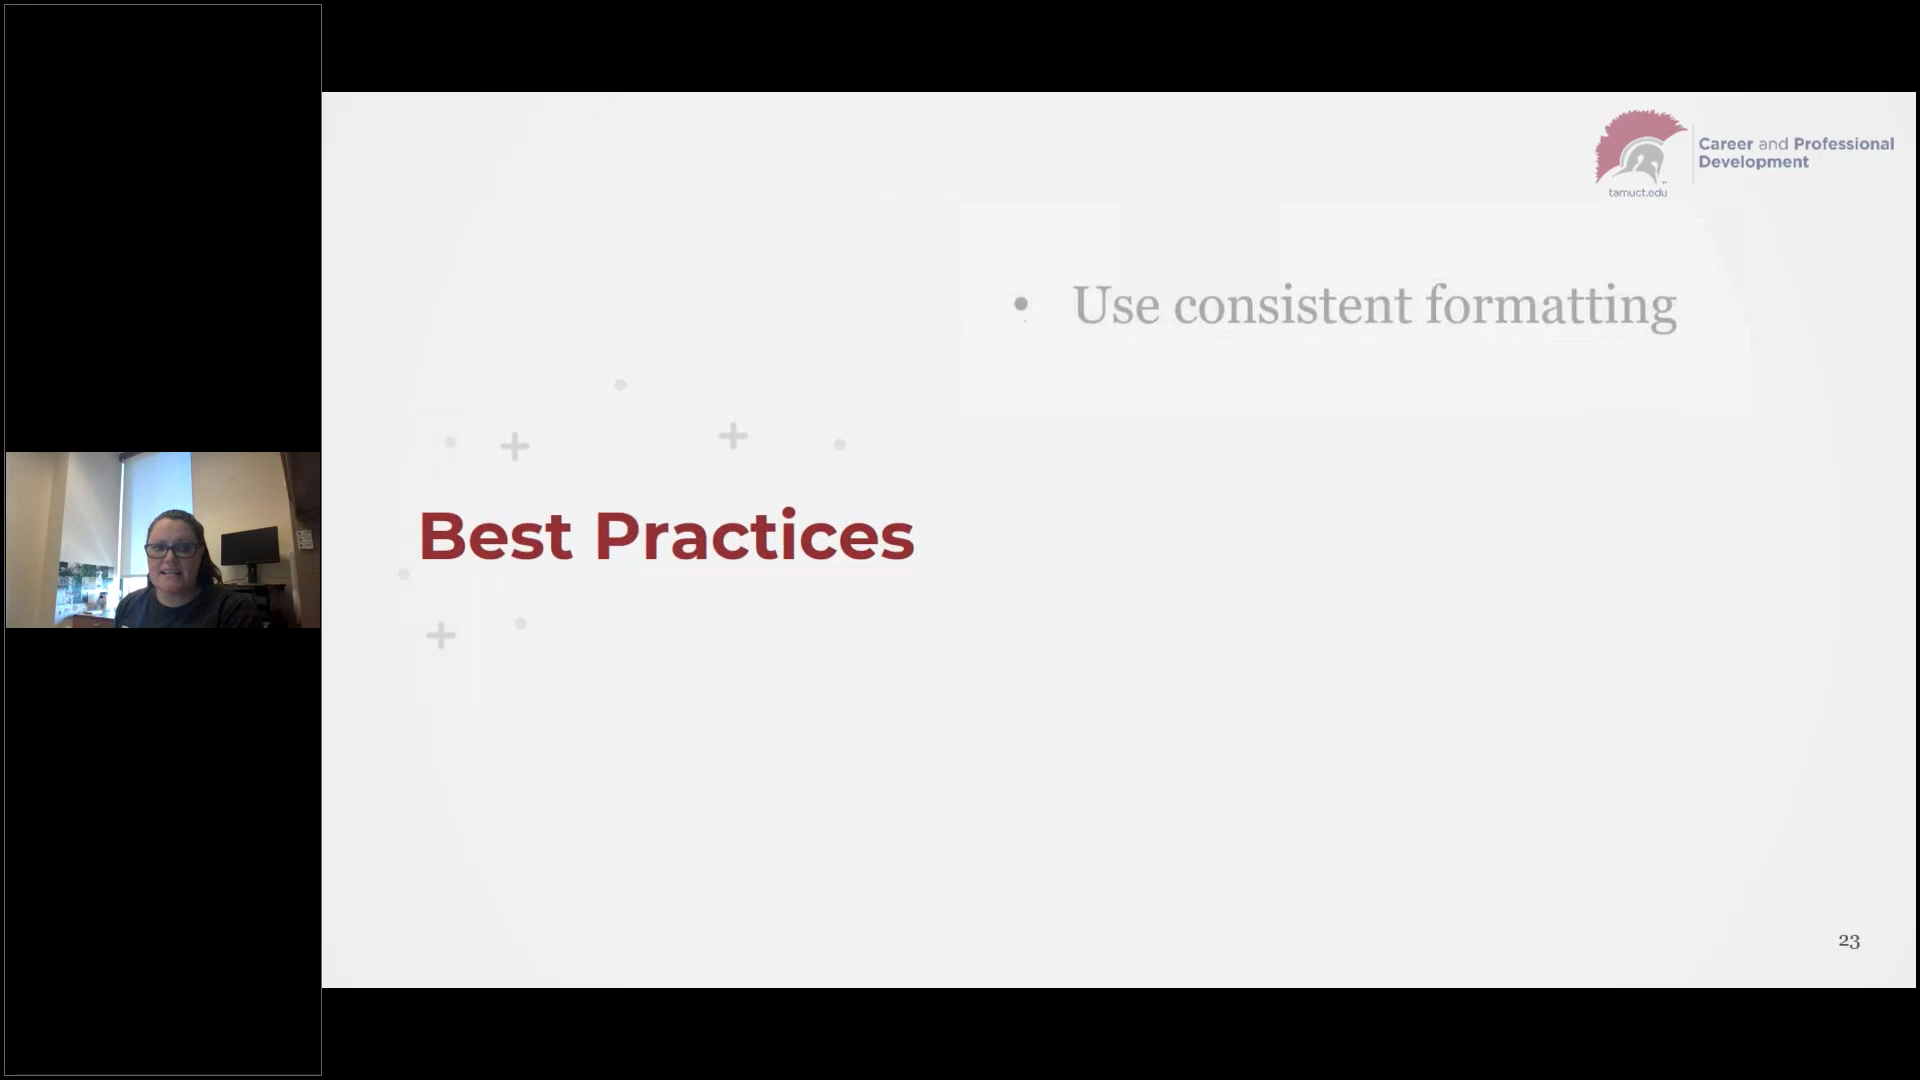 Career and Professional
Development
tamuct.edu
• Use consistent formatting
Best Practices
23